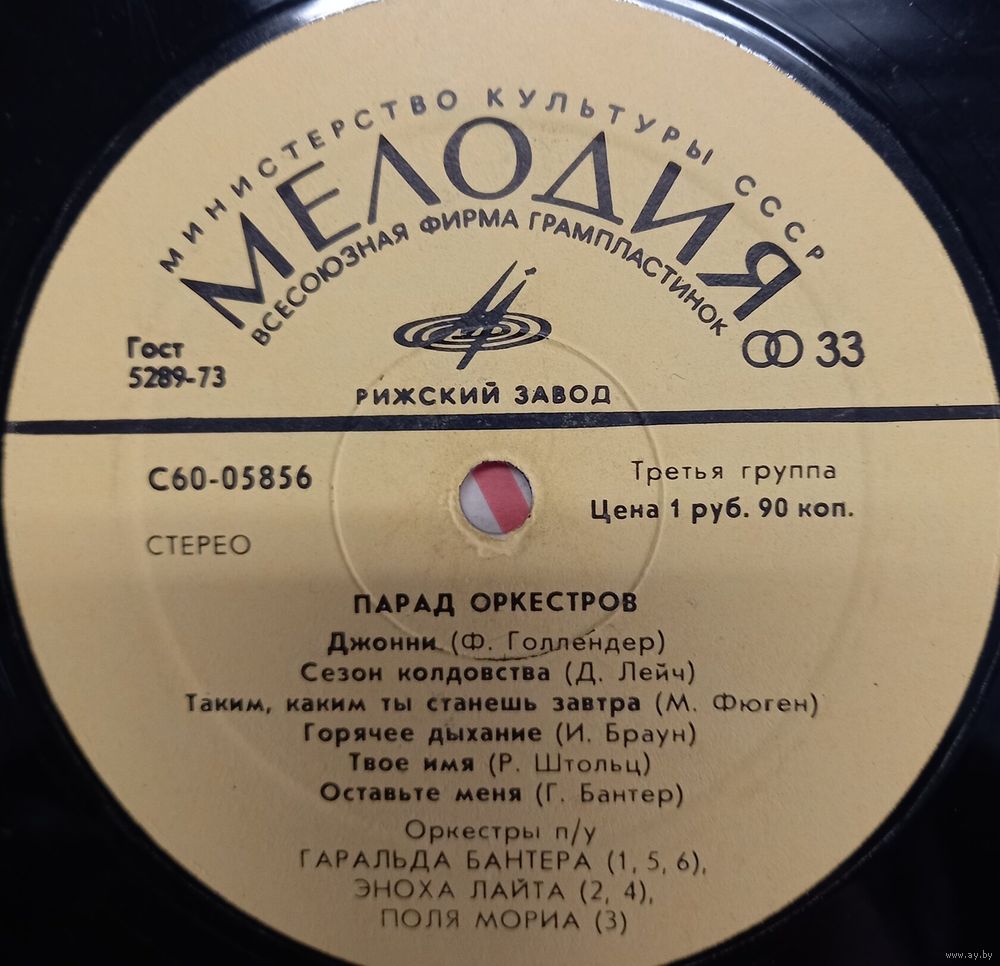 МИНИСТЕРСТВО КУЛЬТУРЫ СССР
МЕЛОДИЯ
ВСЕСОЮЗНАЯ ФИРМА ГРАМПЛАСТИНОК
Гост
5289-73
33
РИЖСКИЙ ЗАВОД
С60-05856
Третья группа
Цена 1 руб. 90 коп.
СТЕРЕО
ПАРАД ОРКЕСТРОВ
Джонни (Ф. Голлендер)
Сезон колдовства (Д. Лейч)
Таким, каким ты станешь завтра (М. Фюген)
Горячее дыхание (И. Браун)
Твое имя (Р. Штольц)
Оставьте меня (Г. Бантер)
Оркестры п/у
ГАРАЛЬДА БАНТЕРА (1, 5, 6),
ЭНОХА ЛАЙТА (2, 4),
ПОЛЯ МОРИА (3)
www.ay.by